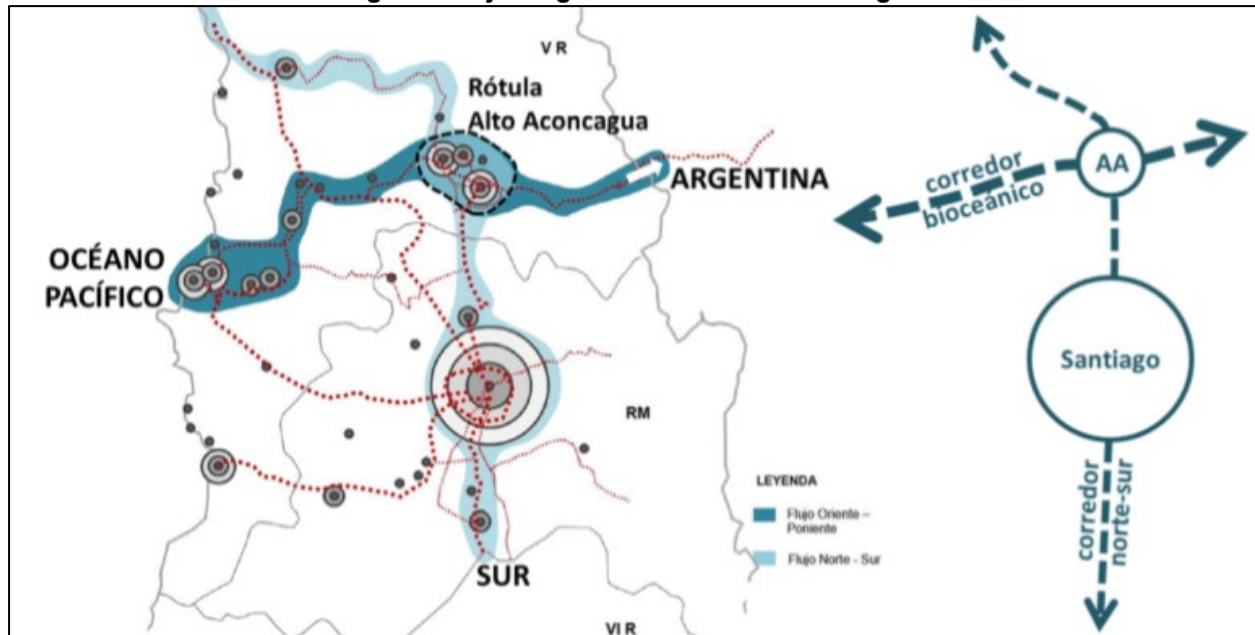 V R
Rótula
Alto Aconcagua
ARGENTINA
OCÉANO
PACÍFICO
RM
LEYENDA
Flujo Oriente –
Poniente
Flujo Norte - Sur
SUR
VI R
AA
corredor
bioceánico
Santiago
corredor
norte-sur